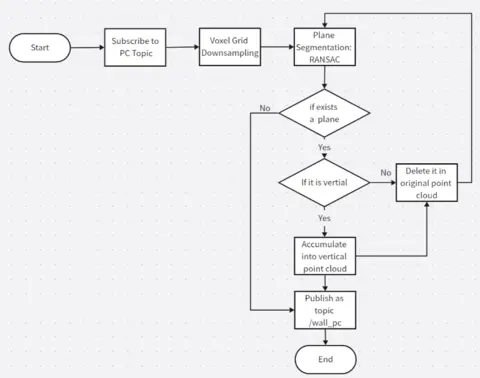 Start
Subscribe to
PC Topic
Voxel Grid
Downsampling
Plane
Segmentation:
RANSAC
if exists
a plane
No
Yes
If it is vertial
No
Delete it in
original point
cloud
Yes
Accumulate
into vertical
point cloud
Publish as
topic
/wall_pc
End